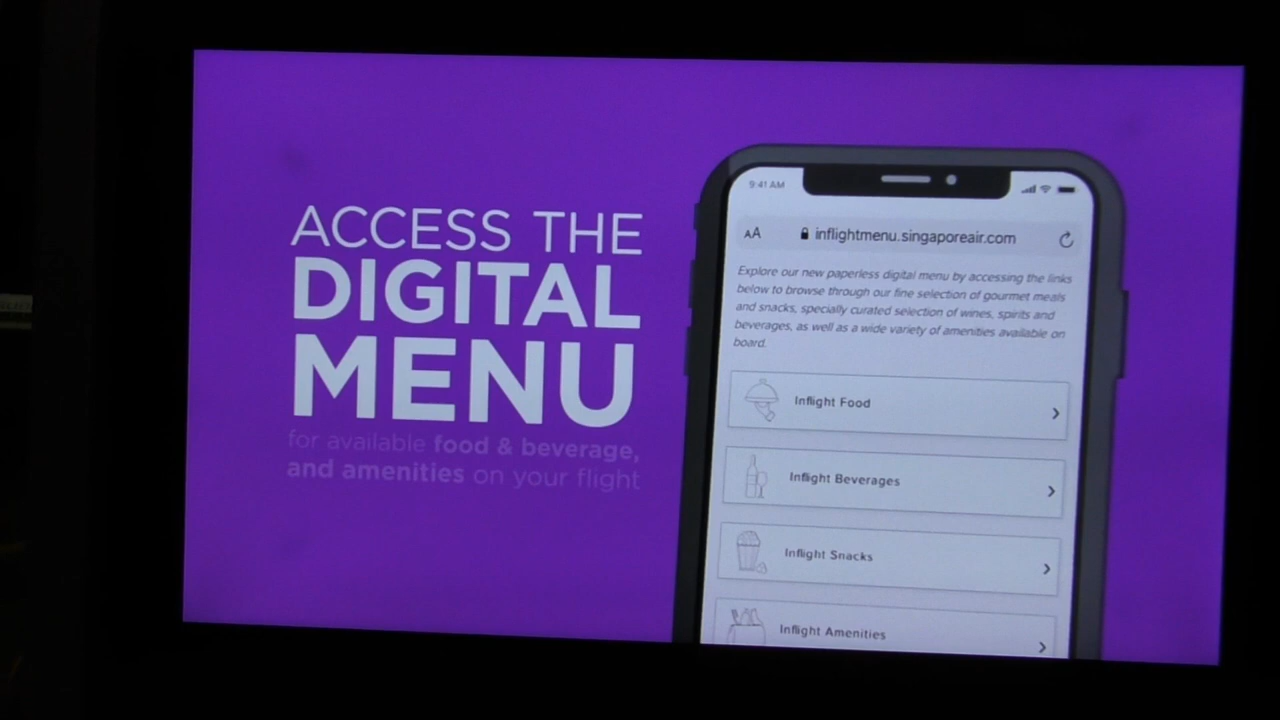 ACCESS THE
DIGITAL
MENU
for available food & beverage,
and amenities on your flight
9:41 AM
AA
inflightmenu.singaporeair.com
Explore our new paperless digital menu by accessing the links
below to browse through our fine selection of gourmet meals
and snacks, specially curated selection of wines, spirits and
beverages, as well as a wide variety of amenities available on
board.
Inflight Food
Inflight Beverages
Inflight Snacks
Inflight Amenities